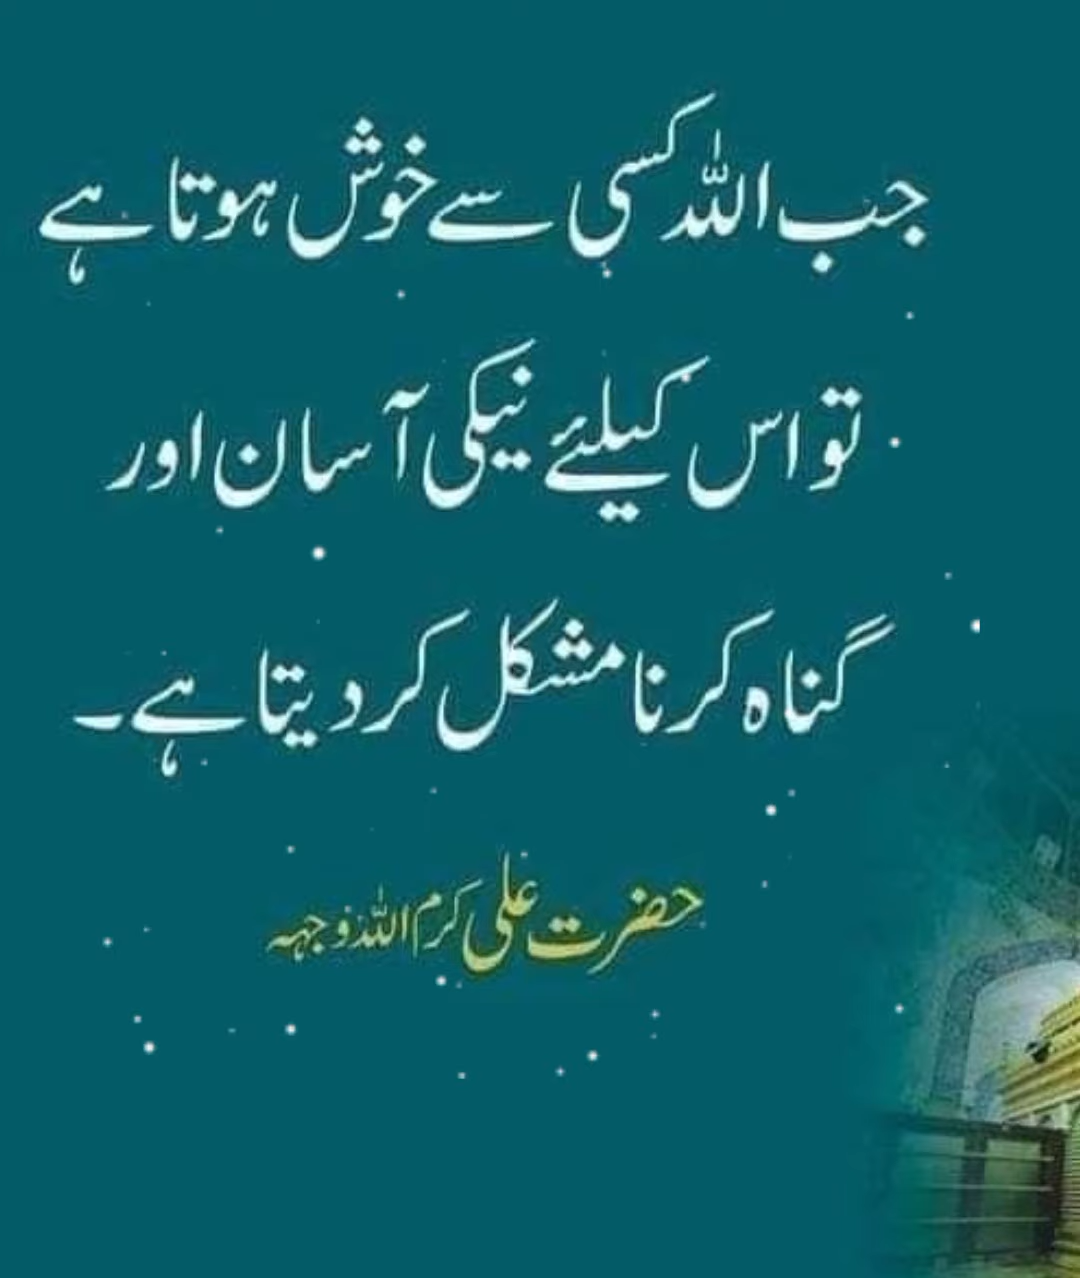 جب اللہ کسی سے خوش ہوتا ہے
تو اس کیلئے نیکی آسان اور
گناہ کرنا مشکل کر دیتا ہے۔
حضرت علی کرم اللہ وجہہ